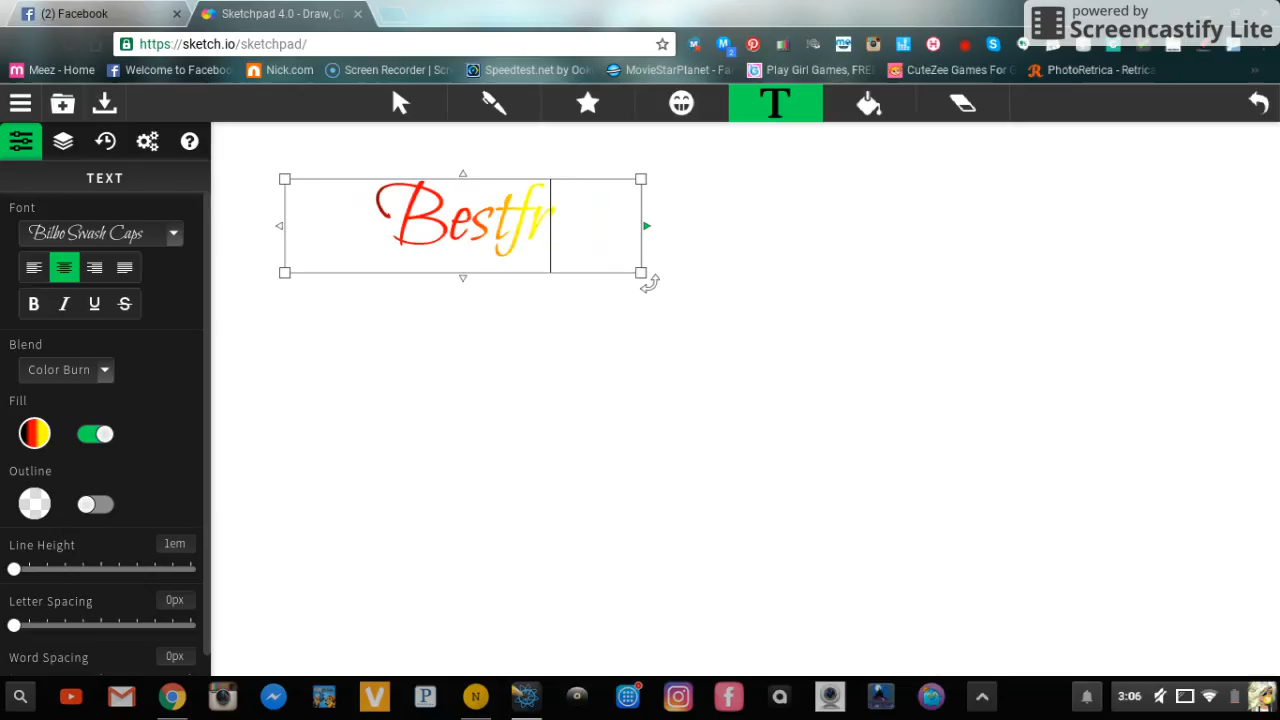 (2) Facebook
Sketchpad 4.0 - Draw, C
powered by
Screencastify Lite
https://sketch.io/sketchpad/
2
Meez - Home
Welcome to Faceboo
Nick.com
Screen Recorder | Scr
Speedtest.net by Ook
MovieStarPlanet - Fa
Play Girl Games, FRE
CuteZee Games For G
PhotoRetrica - Retrica
T
TEXT
Font
Bilbo Swash Caps
B I U S
Bestfr
Blend
Color Burn
Fill
Outline
Line Height
1em
Letter Spacing
0px
Word Spacing
0px
3:06